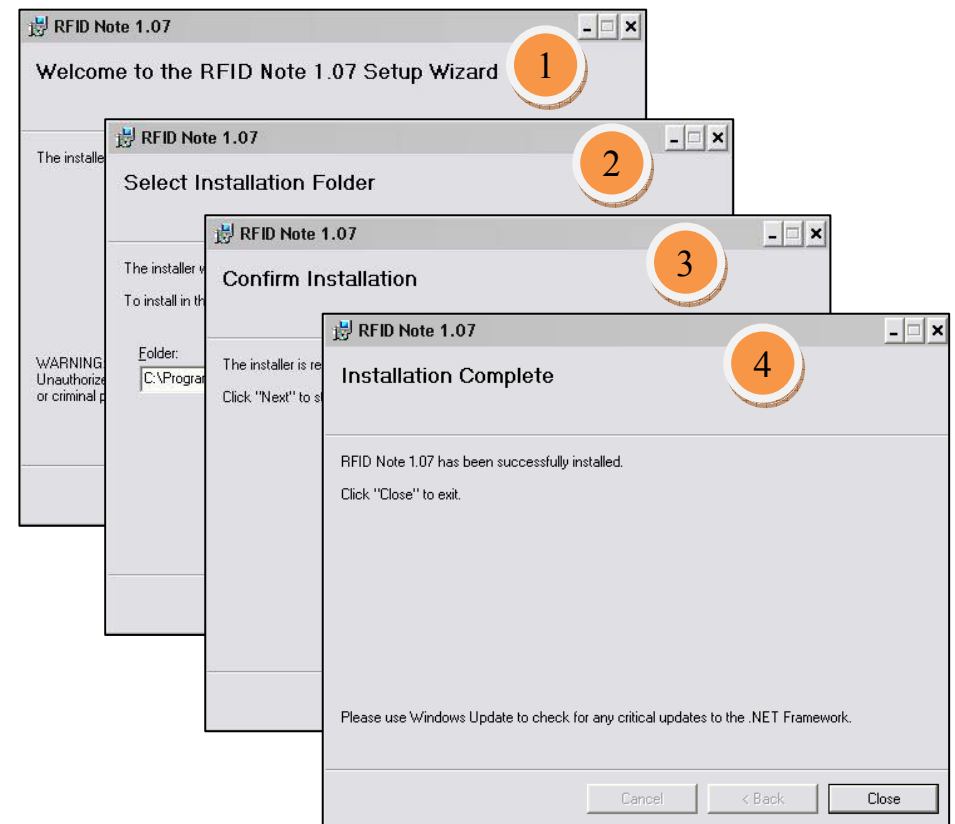 RFID Note 1.07
1
Welcome to the RFID Note 1.07 Setup Wizard
The installe
WARNING:
Unauthorize
or criminal p
RFID Note 1.07
2
Select Installation Folder
The installer w
To install in th
Folder:
C:\Program
RFID Note 1.07
3
Confirm Installation
The installer is re
Click "Next" to st
RFID Note 1.07
4
Installation Complete
RFID Note 1.07 has been successfully installed.
Click "Close" to exit.
Please use Windows Update to check for any critical updates to the .NET Framework.
Cancel
< Back
Close